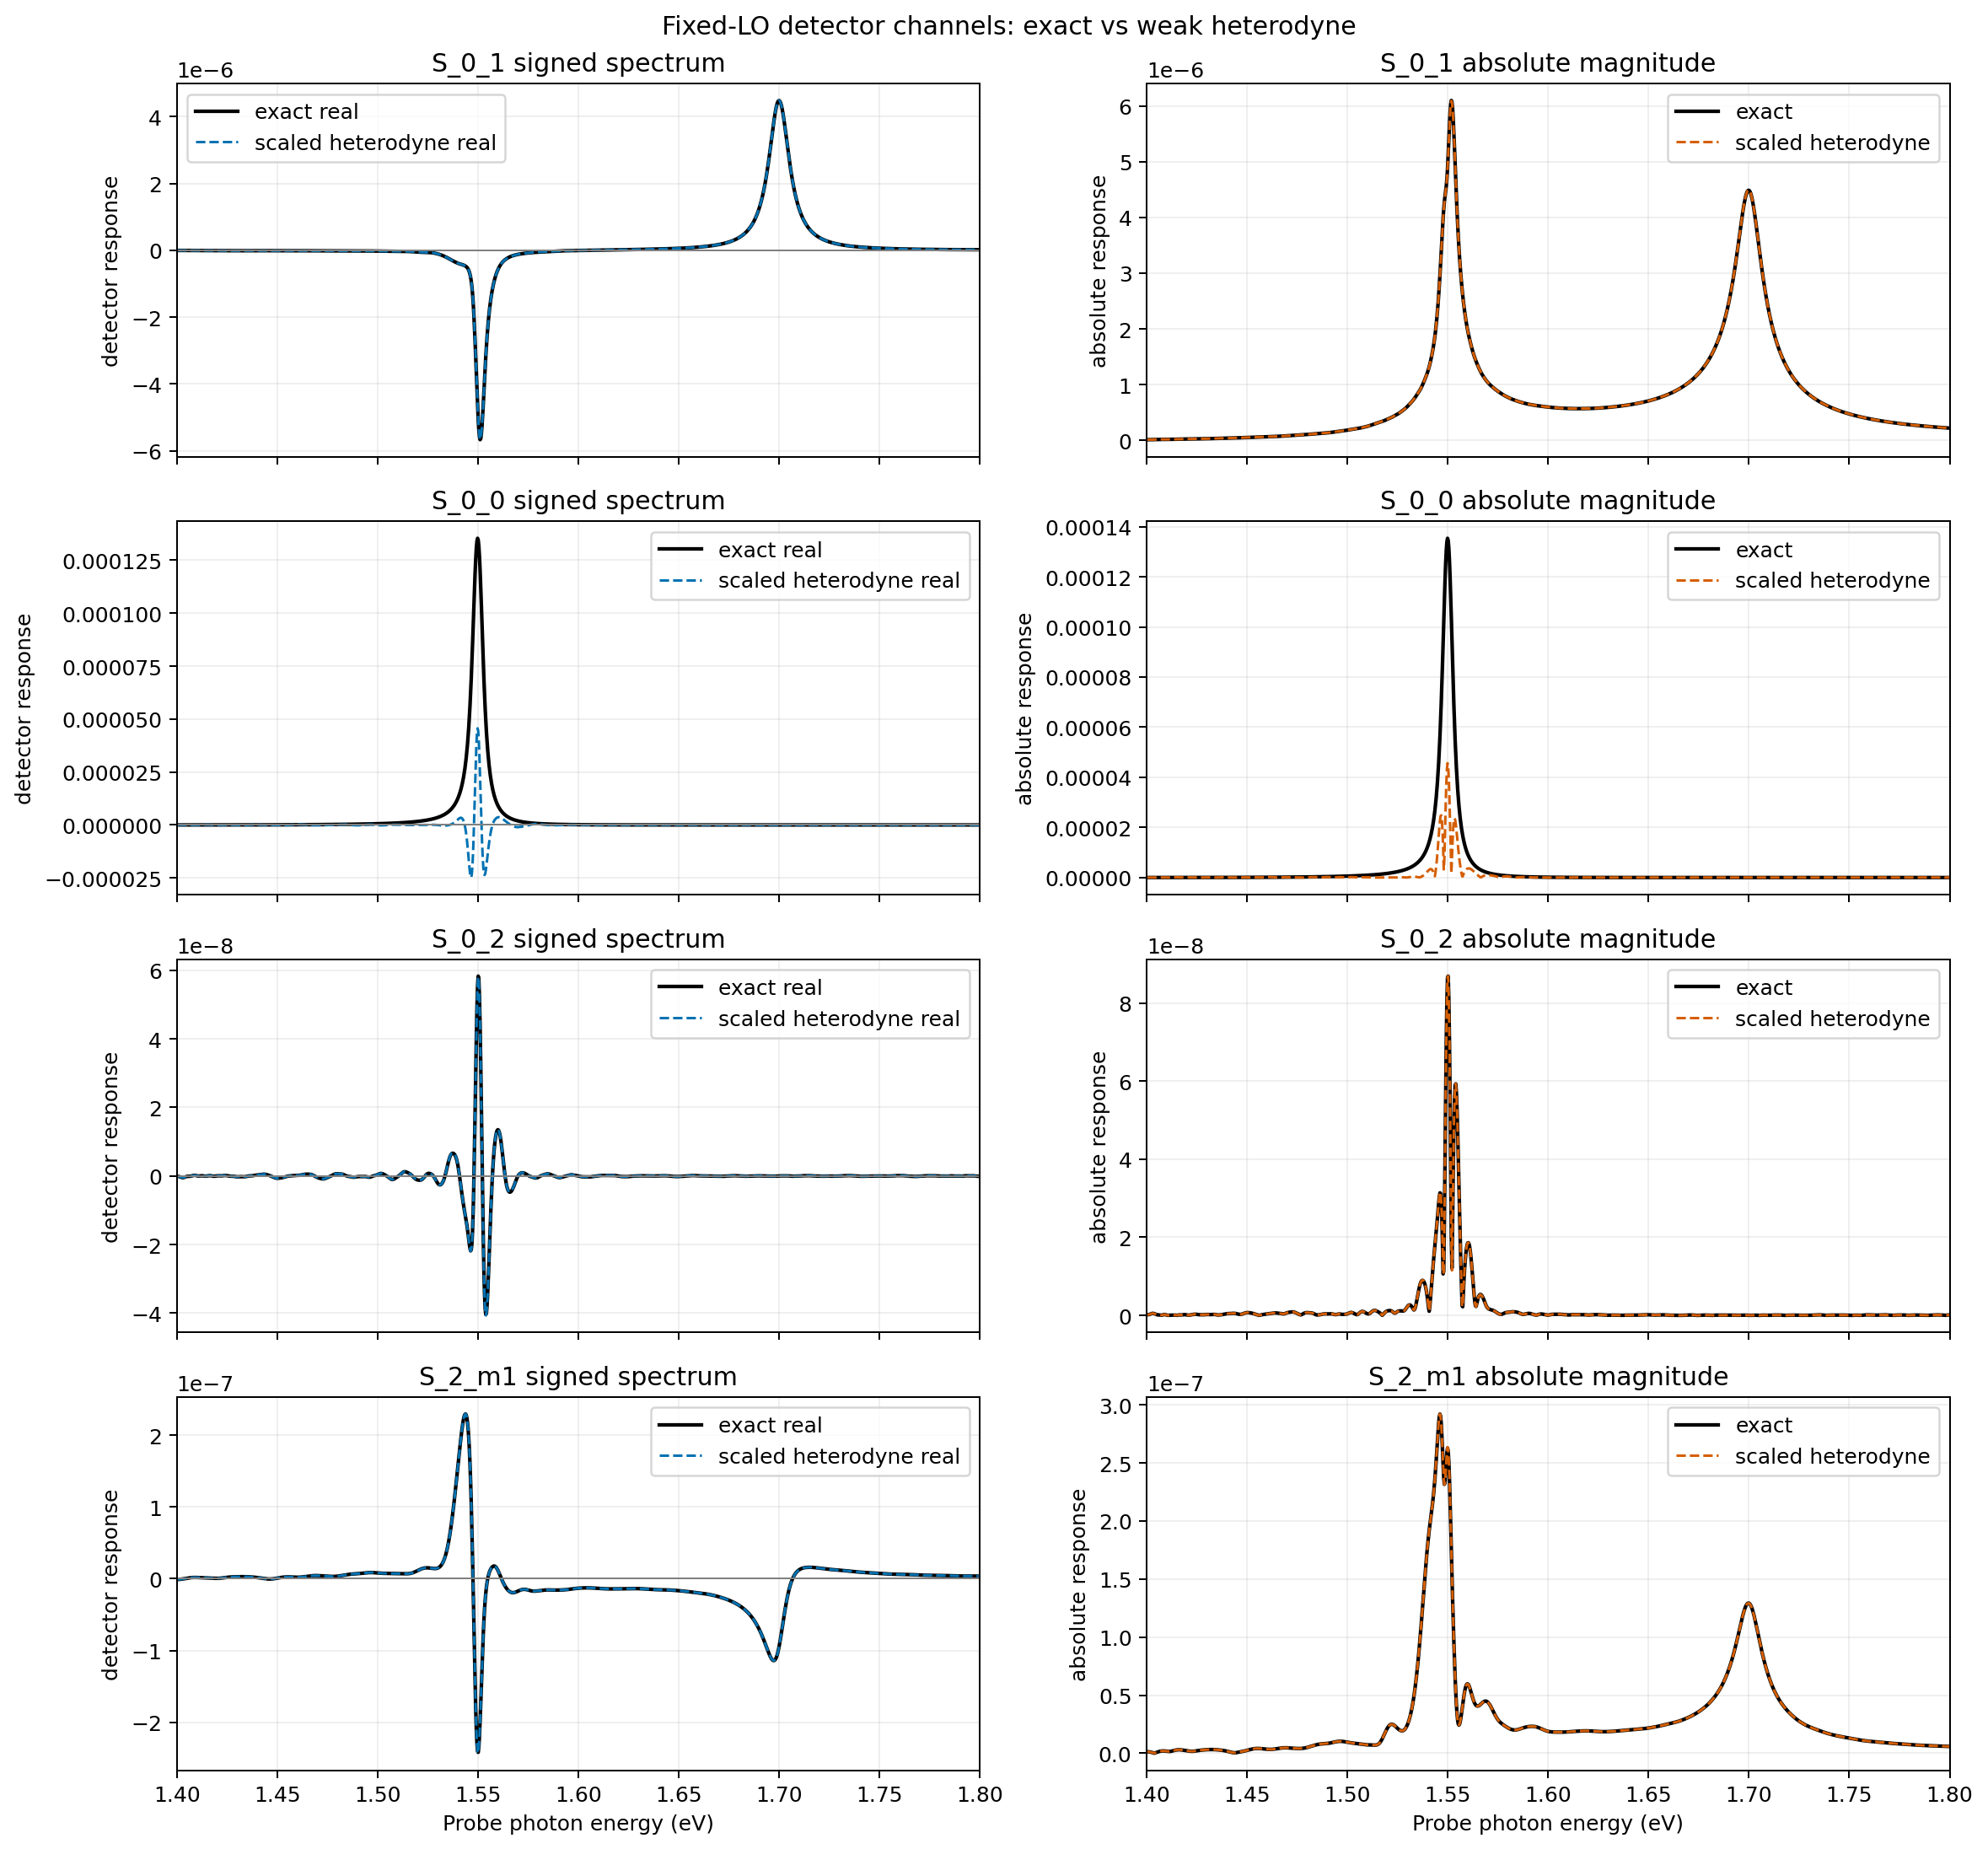 Fixed-LO detector channels: exact vs weak heterodyne
S_0_1 signed spectrum
1e−6
exact real
scaled heterodyne real
4
2
0
−2
−4
−6
detector response
1.40
S_0_1 absolute magnitude
1e−6
exact
scaled heterodyne
6
5
4
3
2
1
0
absolute response
S_0_0 signed spectrum
exact real
scaled heterodyne real
0.000125
0.000100
0.000075
0.000050
0.000025
0.000000
−0.000025
detector response
S_0_0 absolute magnitude
exact
scaled heterodyne
0.00014
0.00012
0.00010
0.00008
0.00006
0.00004
0.00002
0.00000
absolute response
S_0_2 signed spectrum
1e−8
exact real
scaled heterodyne real
6
4
2
0
−2
−4
detector response
S_0_2 absolute magnitude
1e−8
exact
scaled heterodyne
8
6
4
2
0
absolute response
S_2_m1 signed spectrum
1e−7
exact real
scaled heterodyne real
2
1
0
−1
−2
detector response
1.40 1.45 1.50 1.55 1.60 1.65 1.70 1.75 1.80
Probe photon energy (eV)
S_2_m1 absolute magnitude
1e−7
exact
scaled heterodyne
3.0
2.5
2.0
1.5
1.0
0.5
0.0
absolute response
1.40 1.45 1.50 1.55 1.60 1.65 1.70 1.75 1.80
Probe photon energy (eV)